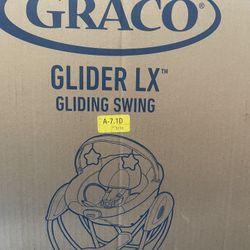 GRACO®
GLIDER LX™
GLIDING SWING
A-7.1D